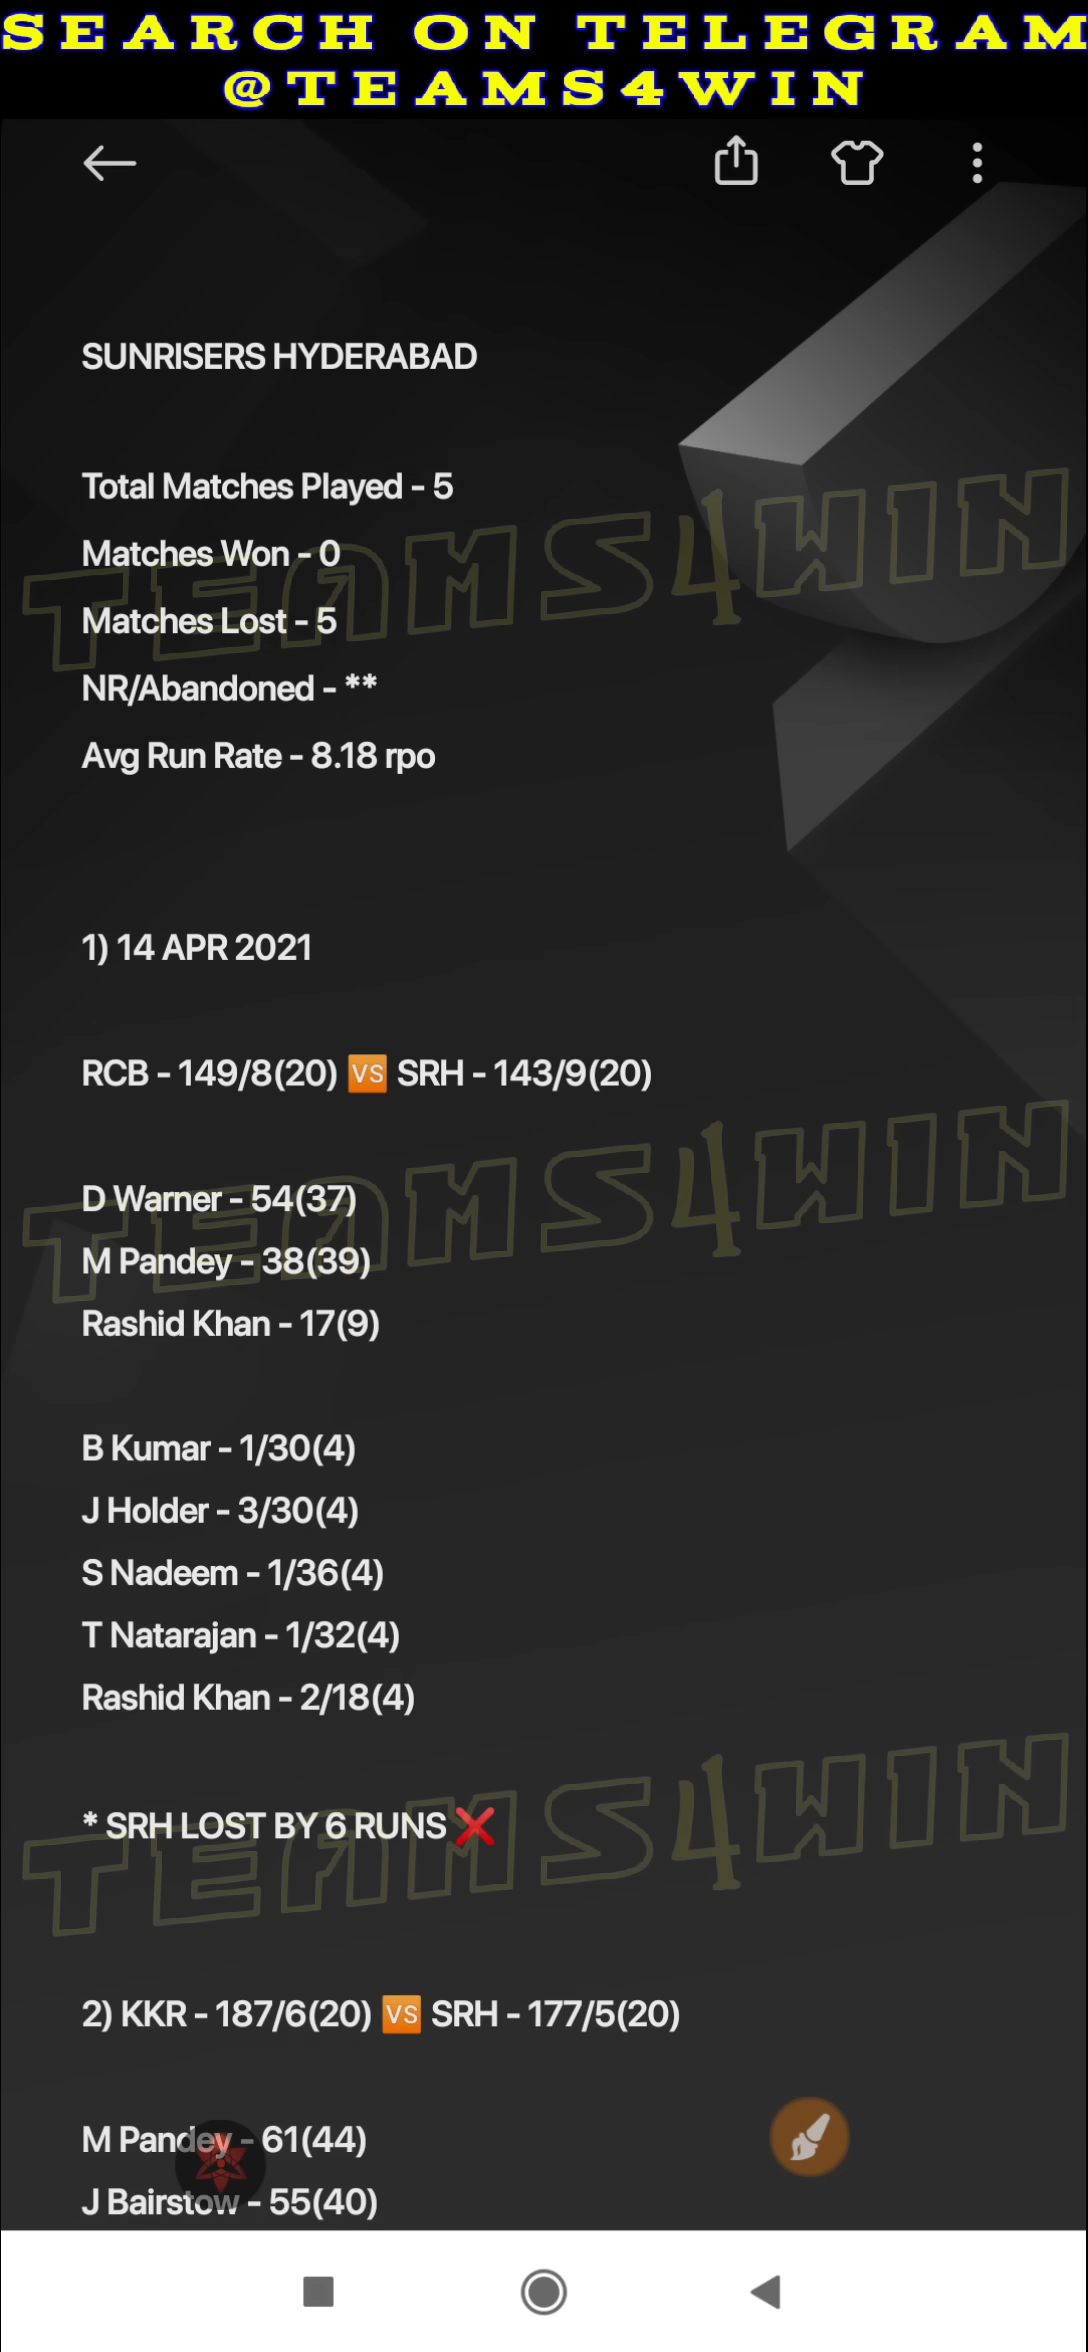 SEARCH ON TELEGRAM
@TEAMS4WIN
SUNRISERS HYDERABAD
Total Matches Played - 5
Matches Won - 0
Matches Lost - 5
NR/Abandoned - **
Avg Run Rate - 8.18 rpo
TEAMS4WIN
1) 14 APR 2021
RCB - 149/8(20) 🆚 SRH - 143/9(20)
D Warner - 54(37)
M Pandey - 38(39)
Rashid Khan - 17(9)
TEAMS4WIN
B Kumar - 1/30(4)
J Holder - 3/30(4)
S Nadeem - 1/36(4)
T Natarajan - 1/32(4)
Rashid Khan - 2/18(4)
* SRH LOST BY 6 RUNS ❌
TEAMS4WIN
2) KKR - 187/6(20) 🆚 SRH - 177/5(20)
M Pandey - 61(44)
J Bairstow - 55(40)